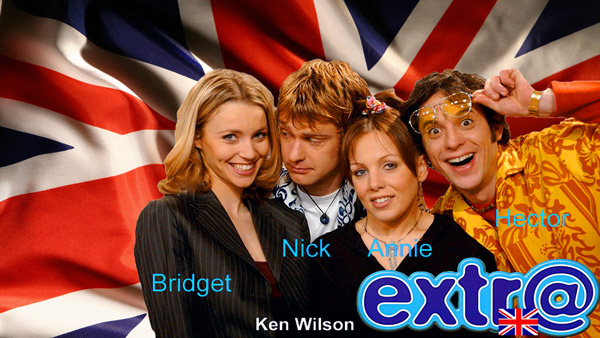 Nick
Annie
Hector
Bridget
Ken Wilson
extr@